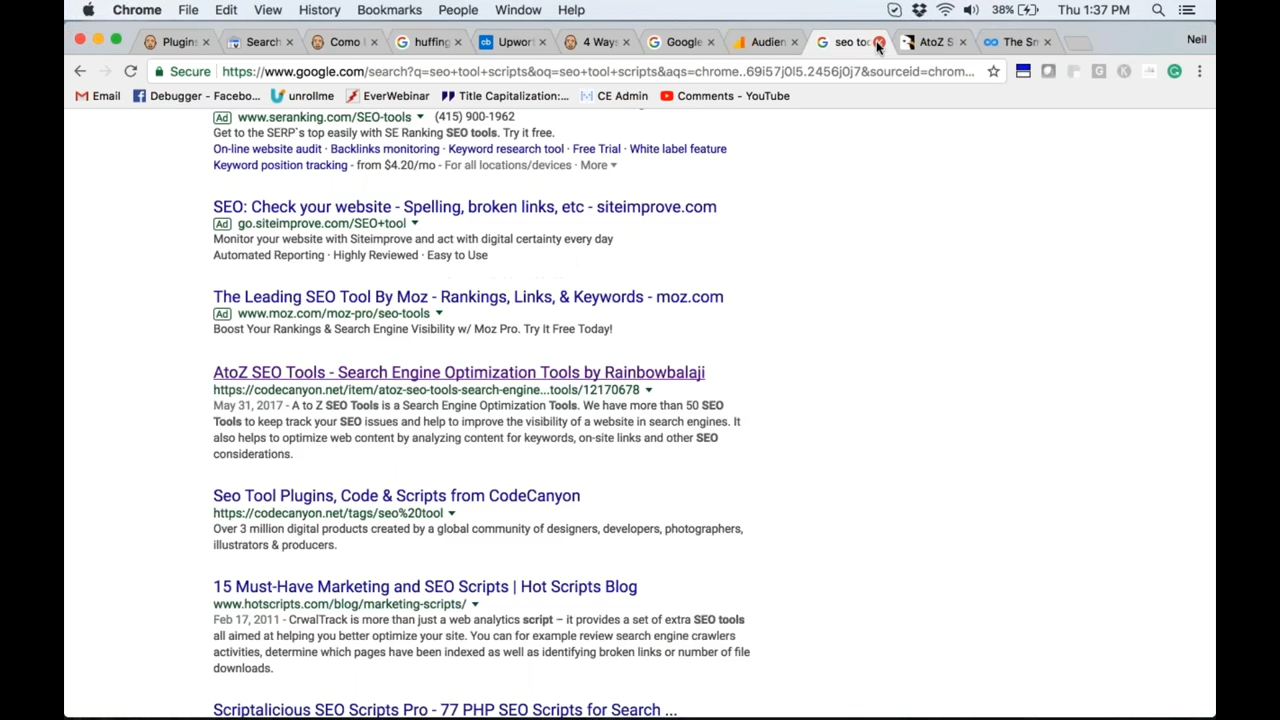 Chrome File Edit View History Bookmarks People Window Help 38% Thu 1:37 PM
Plugins Search Como huffing Upwor 4 Ways Google Audien seo too AtoZ S The Sn Neil
Secure https://www.google.com/search?q=seo+tool+scripts&oq=seo+tool+scripts&aqs=chrome..69i57j0l5.2456j0j7&sourceid=chrom...
Email Debugger - Facebo... unrollme EverWebinar Title Capitalization:... CE Admin Comments - YouTube
Ad www.seranking.com/SEO-tools (415) 900-1962
Get to the SERP`s top easily with SE Ranking SEO tools. Try it free.
On-line website audit · Backlinks monitoring · Keyword research tool · Free Trial · White label feature
Keyword position tracking - from $4.20/mo - For all locations/devices · More
SEO: Check your website - Spelling, broken links, etc - siteimprove.com
Ad go.siteimprove.com/SEO+tool
Monitor your website with Siteimprove and act with digital certainty every day
Automated Reporting · Highly Reviewed · Easy to Use
The Leading SEO Tool By Moz - Rankings, Links, & Keywords - moz.com
Ad www.moz.com/moz-pro/seo-tools
Boost Your Rankings & Search Engine Visibility w/ Moz Pro. Try It Free Today!
AtoZ SEO Tools - Search Engine Optimization Tools by Rainbowbalaji
https://codecanyon.net/item/atoz-seo-tools-search-engine...tools/12170678
May 31, 2017 - A to Z SEO Tools is a Search Engine Optimization Tools. We have more than 50 SEO
Tools to keep track your SEO issues and help to improve the visibility of a website in search engines. It
also helps to optimize web content by analyzing content for keywords, on-site links and other SEO
considerations.
Seo Tool Plugins, Code & Scripts from CodeCanyon
https://codecanyon.net/tags/seo%20tool
Over 3 million digital products created by a global community of designers, developers, photographers,
illustrators & producers.
15 Must-Have Marketing and SEO Scripts | Hot Scripts Blog
www.hotscripts.com/blog/marketing-scripts/
Feb 17, 2011 - CrwalTrack is more than just a web analytics script – it provides a set of extra SEO tools
all aimed at helping you better optimize your site. You can for example review search engine crawlers
activities, determine which pages have been indexed as well as identifying broken links or number of file
downloads.
Scriptalicious SEO Scripts Pro - 77 PHP SEO Scripts for Search ...